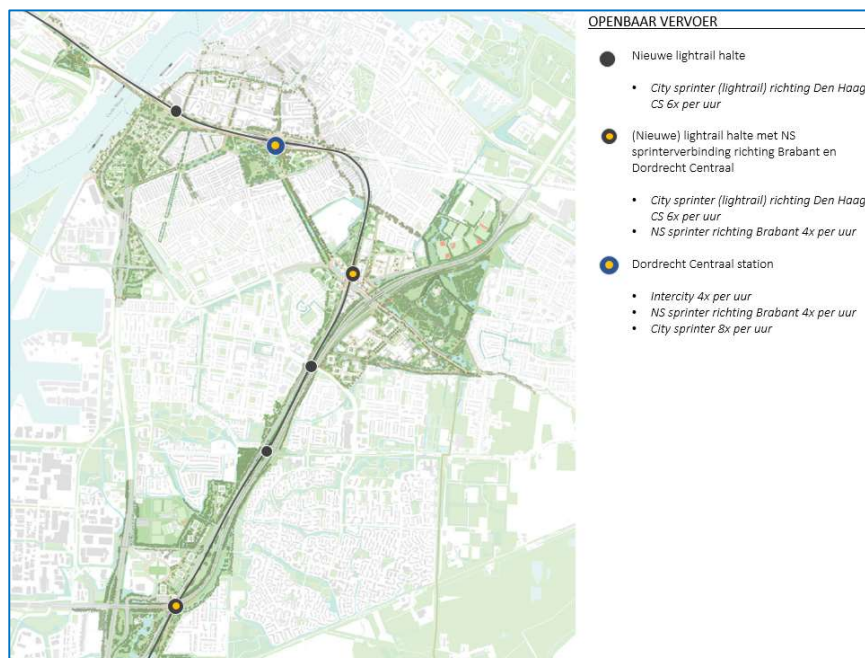 OPENBAAR VERVOER
Nieuwe lightrail halte
• City sprinter (lightrail) richting Den Haag
CS 6x per uur
(Nieuwe) lightrail halte met NS
sprinterverbinding richting Brabant en
Dordrecht Centraal
• City sprinter (lightrail) richting Den Haag
CS 6x per uur
• NS sprinter richting Brabant 4x per uur
Dordrecht Centraal station
• Intercity 4x per uur
• NS sprinter richting Brabant 4x per uur
• City sprinter 8x per uur